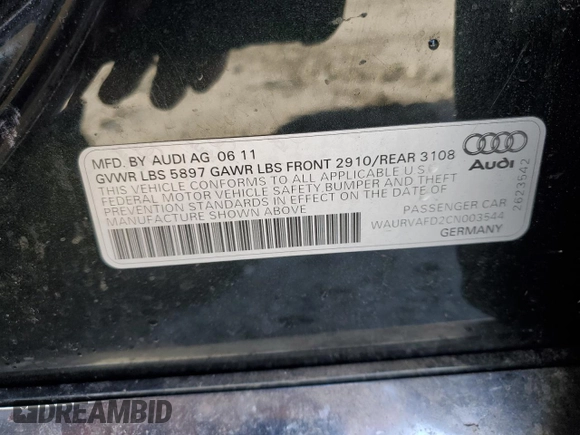 MFD. BY AUDI AG 06 11
GVWR LBS 5897 GAWR LBS FRONT 2910/REAR 3108
THIS VEHICLE CONFORMS TO ALL APPLICABLE U.S.
FEDERAL MOTOR VEHICLE SAFETY,BUMPER AND THEFT
PREVENTION STANDARDS IN EFFECT ON THE DATE OF
MANUFACTURE SHOWN ABOVE
PASSENGER CAR
WAURVAFD2CN003544
GERMANY
Audi
2623542
DREAMBID